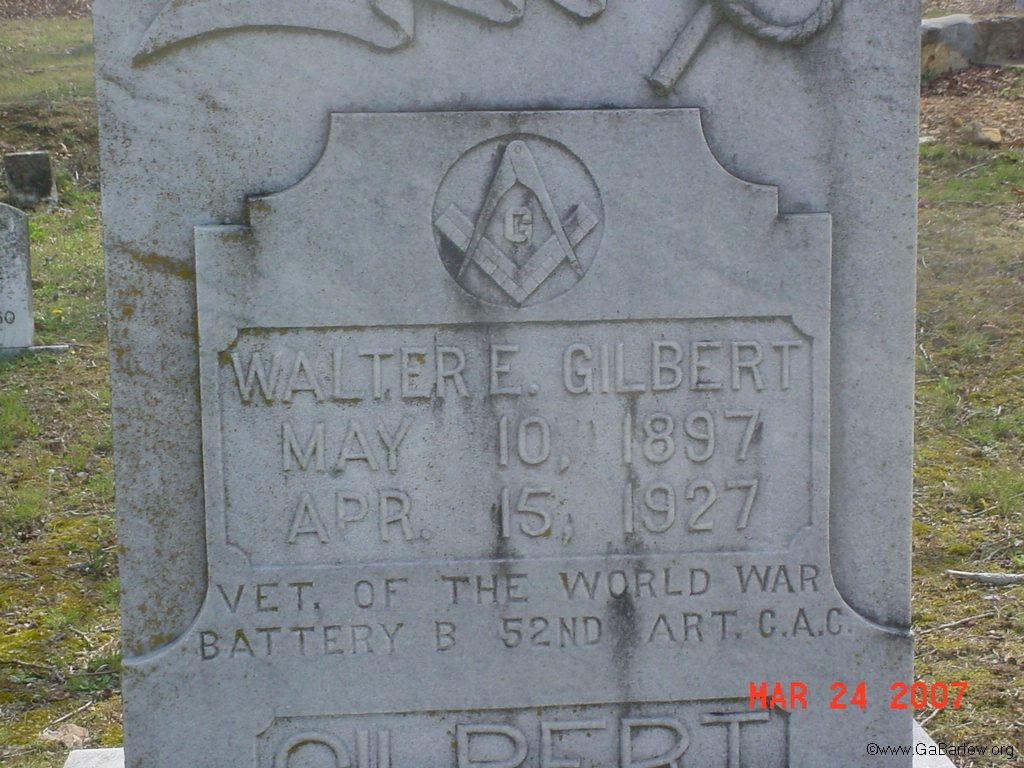 G
WALTER E. GILBERT
MAY 10, 1897
APR. 15, 1927
VET. OF THE WORLD WAR
BATTERY B 52ND ART. C.A.C.
GILBERT
MAR 24 2007
©www.GaBartow.org